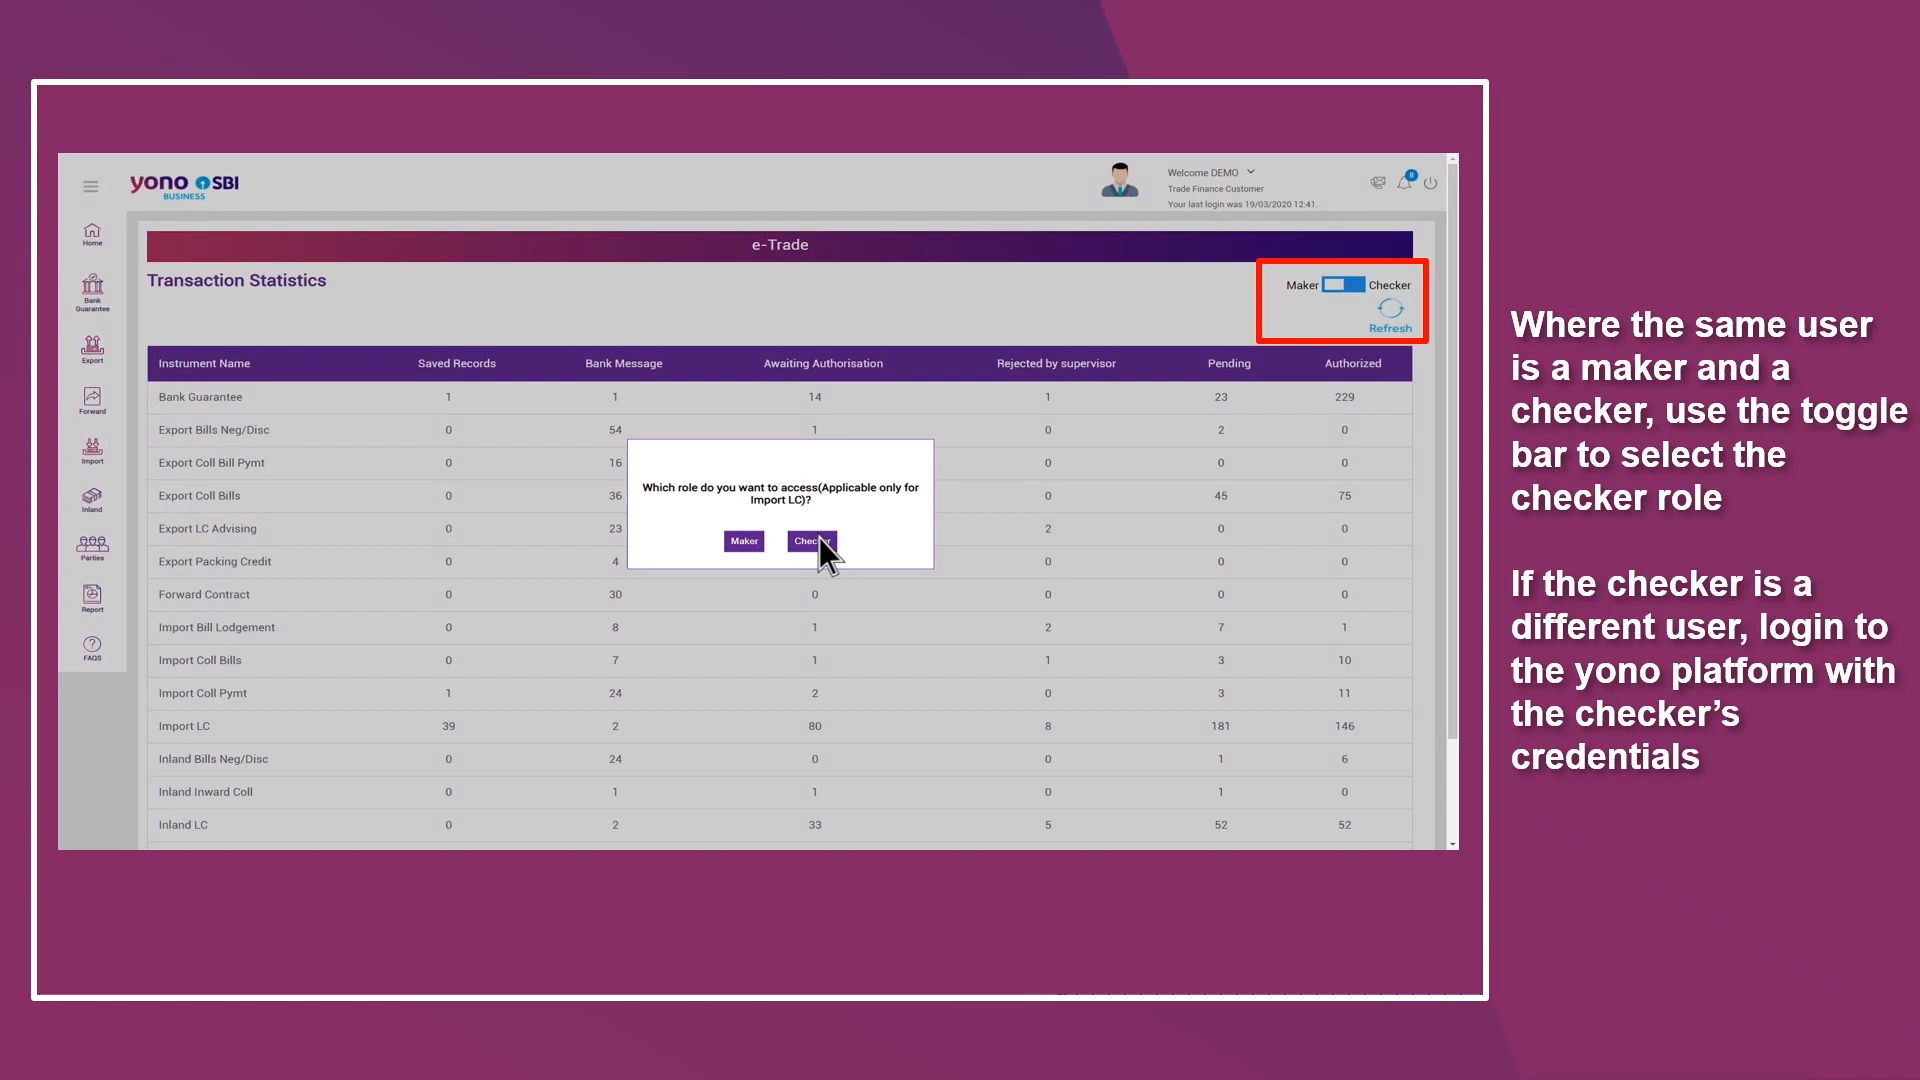 yono SBI
BUSINESS
Welcome DEMO
Trade Finance Customer
Your last login was 19/03/2020 12:41.
8
Home
Bank
Guarantee
Export
Forward
Import
Inland
Parties
Report
FAQS
e-Trade
Transaction Statistics
Maker Checker
Refresh
Instrument Name Saved Records Bank Message Awaiting Authorisation Rejected by supervisor Pending Authorized
Bank Guarantee 1 1 14 1 23 229
Export Bills Neg/Disc 0 54 1 0 2 0
Export Coll Bill Pymt 0 16 0 0 0
Export Coll Bills 0 36 0 45 75
Export LC Advising 0 23 2 0 0
Export Packing Credit 0 4 0 0 0
Forward Contract 0 30 0 0 0 0
Import Bill Lodgement 0 8 1 2 7 1
Import Coll Bills 0 7 1 1 3 10
Import Coll Pymt 1 24 2 0 3 11
Import LC 39 2 80 8 181 146
Inland Bills Neg/Disc 0 24 0 0 1 6
Inland Inward Coll 0 1 1 0 1 0
Inland LC 0 2 33 5 52 52
Which role do you want to access(Applicable only for
Import LC)?
Maker Checker
Where the same user
is a maker and a
checker, use the toggle
bar to select the
checker role
If the checker is a
different user, login to
the yono platform with
the checker’s
credentials